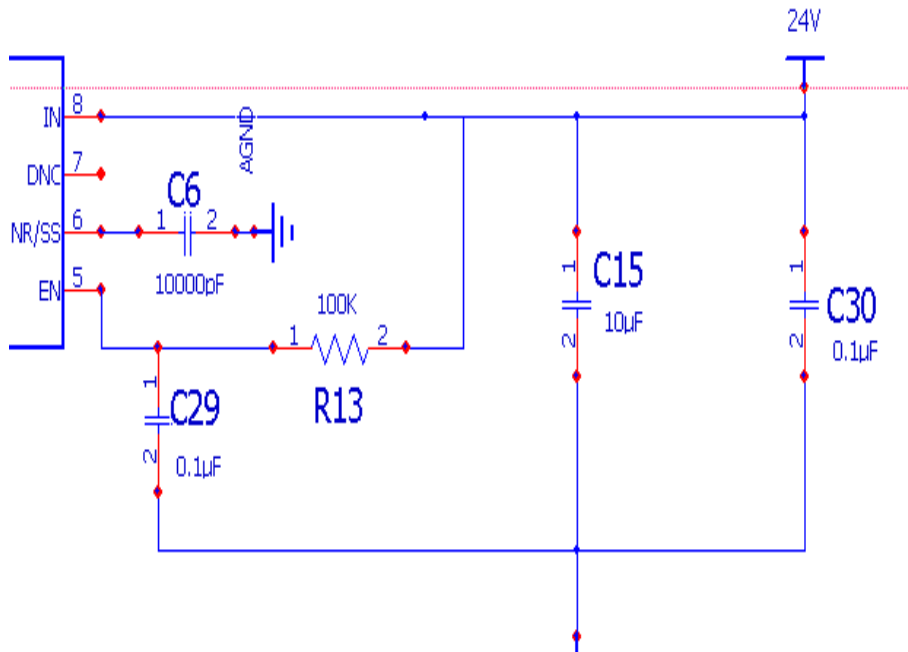 24V
IN 8
AGND
DNC 7
C6
NR/SS 6 1 2
10000pF
EN 5
1 C15
10µF
2
1 C30
0.1µF
2
100K
1 2
R13
1 C29
0.1µF
2